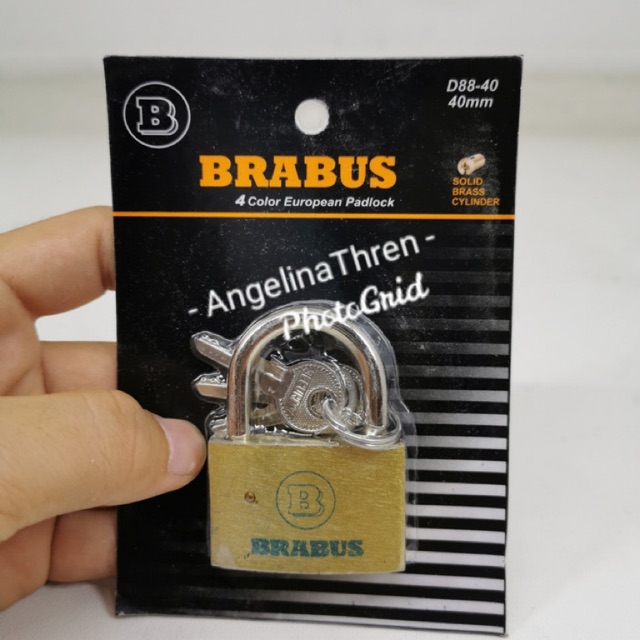 B
D88-40
40mm
BRABUS
4 Color European Padlock
SOLID
BRASS
CYLINDER
- AngelinaThren -
PhotoGrid
B
BRABUS